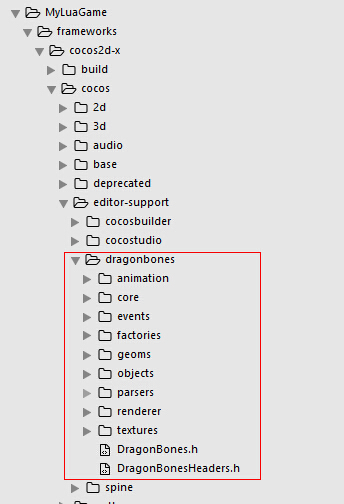 MyLuaGame
frameworks
cocos2d-x
build
cocos
2d
3d
audio
base
deprecated
editor-support
cocosbuilder
cocostudio
dragonbones
animation
core
events
factories
geoms
objects
parsers
renderer
textures
DragonBones.h
DragonBonesHeaders.h
spine